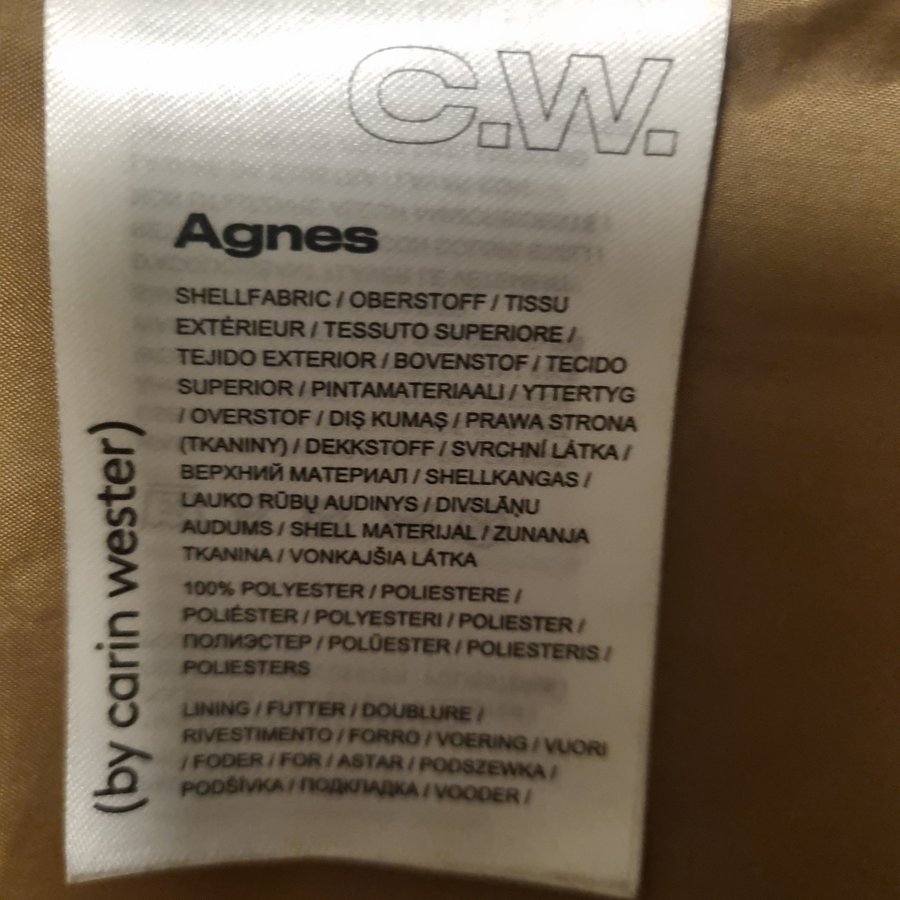 C.W.
Agnes
SHELLFABRIC / OBERSTOFF / TISSU
EXTÉRIEUR / TESSUTO SUPERIORE /
TEJIDO EXTERIOR / BOVENSTOF / TECIDO
SUPERIOR / PINTAMATERIAALI / YTTERTYG
/ OVERSTOF / DIŞ KUMAŞ / PRAWA STRONA
(TKANINY) / DEKKSTOFF / SVRCHNÍ LÁTKA /
ВЕРХНИЙ МАТЕРИАЛ / SHELLKANGAS /
LAUKO RŪBŲ AUDINYS / DIVSLĀŅU
AUDUMS / SHELL MATERIJAL / ZUNANJA
TKANINA / VONKAJŠIA LÁTKA
100% POLYESTER / POLIESTERE /
POLIÉSTER / POLYESTERI / POLIESTER /
ПОЛИЭСТЕР / POLÜESTER / POLIESTERIS /
POLIESTERS
LINING / FUTTER / DOUBLURE /
RIVESTIMENTO / FORRO / VOERING / VUORI
/ FODER / FOR / ASTAR / PODSZEWKA /
PODŠÍVKA / ПОДКЛАДКА / VOODER /
(by carin wester)